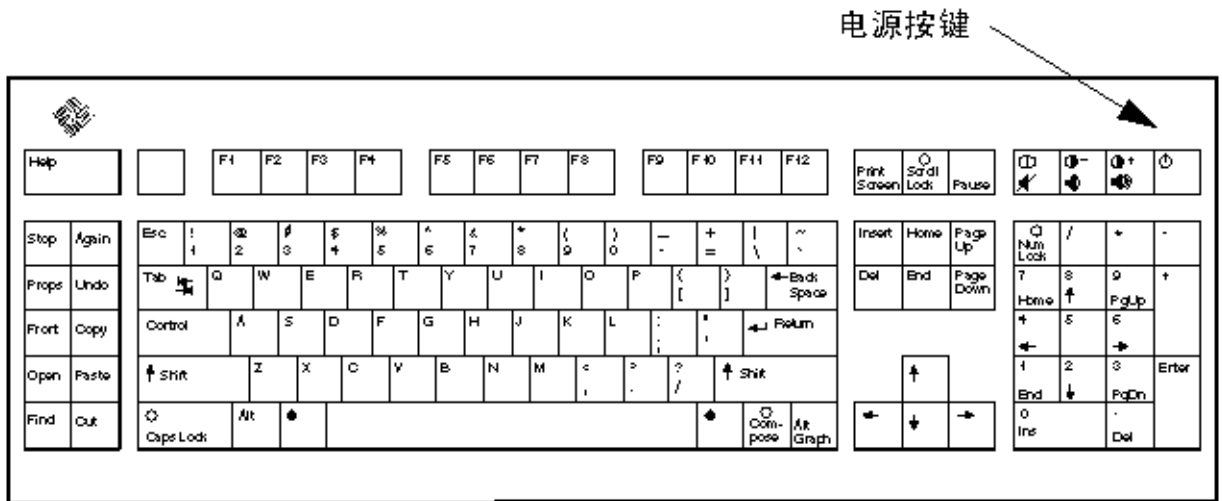 电源按键
Help F1 F2 F3 F4 F5 F6 F7 F8 F9 F10 F11 F12 Print Screen Scroll Lock Pause - +
Stop Again Esc ! 1 @ 2 # 3 $ 4 % 5 ^ 6 & 7 * 8 ( 9 ) 0 _ - + = | \ ~ ` Insert Home Page Up Num Lock / * -
Props Undo Tab Q W E R T Y U I O P { [ } ] Back Space Del End Page Down 7 Home 8 9 PgUp +
Front Copy Control A S D F G H J K L : ; " ' Return 4 5 6
Open Paste Shift Z X C V B N M < , > . ? / Shift 1 End 2 3 PgDn Enter
Find Cut Caps Lock Alt Com- pose Alt Graph 0 Ins . Del